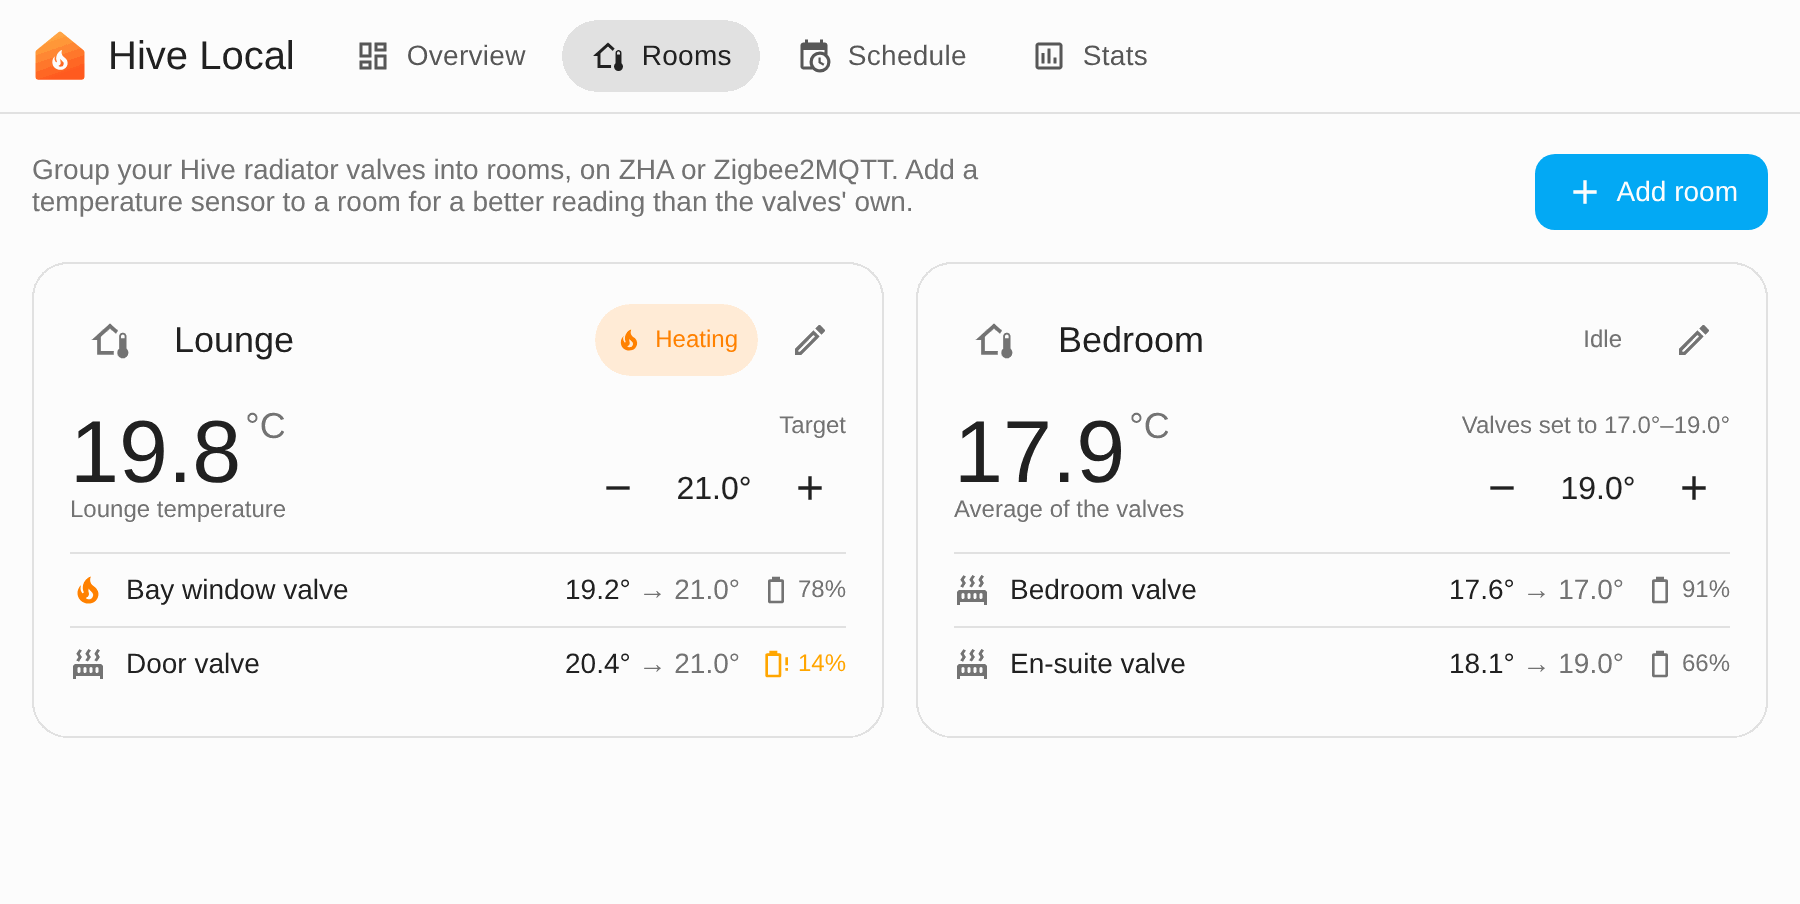 Hive Local
Overview
Rooms
Schedule
Stats
Group your Hive radiator valves into rooms, on ZHA or Zigbee2MQTT. Add a
temperature sensor to a room for a better reading than the valves' own.
+ Add room
Lounge
Heating
19.8 °C
Lounge temperature
Target
− 21.0° +
Bay window valve 19.2° → 21.0° 78%
Door valve 20.4° → 21.0° 14%
Bedroom
Idle
17.9 °C
Average of the valves
Valves set to 17.0°–19.0°
− 19.0° +
Bedroom valve 17.6° → 17.0° 91%
En-suite valve 18.1° → 19.0° 66%